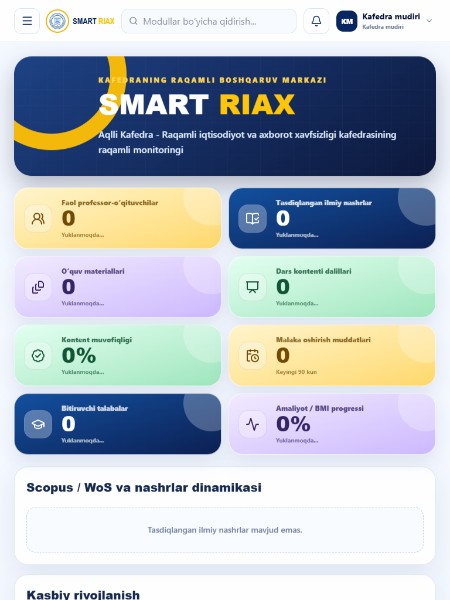 SMART RIAX
Modullar bo'yicha qidirish...
KM
Kafedra mudiri
Kafedra mudiri
KAFEDRANING RAQAMLI BOSHQARUV MARKAZI
SMART RIAX
Aqlli Kafedra - Raqamli iqtisodiyot va axborot xavfsizligi kafedrasining
raqamli monitoringi
Faol professor-o'qituvchilar
0
Yuklanmoqda...
Tasdiqlangan ilmiy nashrlar
0
Yuklanmoqda...
O'quv materiallari
0
Yuklanmoqda...
Dars kontenti dalillari
0
Yuklanmoqda...
Kontent muvofiqligi
0%
Yuklanmoqda...
Malaka oshirish muddatlari
0
Keyingi 90 kun
Bitiruvchi talabalar
0
Yuklanmoqda...
Amaliyot / BMI progressi
0%
Yuklanmoqda...
Scopus / WoS va nashrlar dinamikasi
Tasdiqlangan ilmiy nashrlar mavjud emas.
Kasbiy rivojlanish